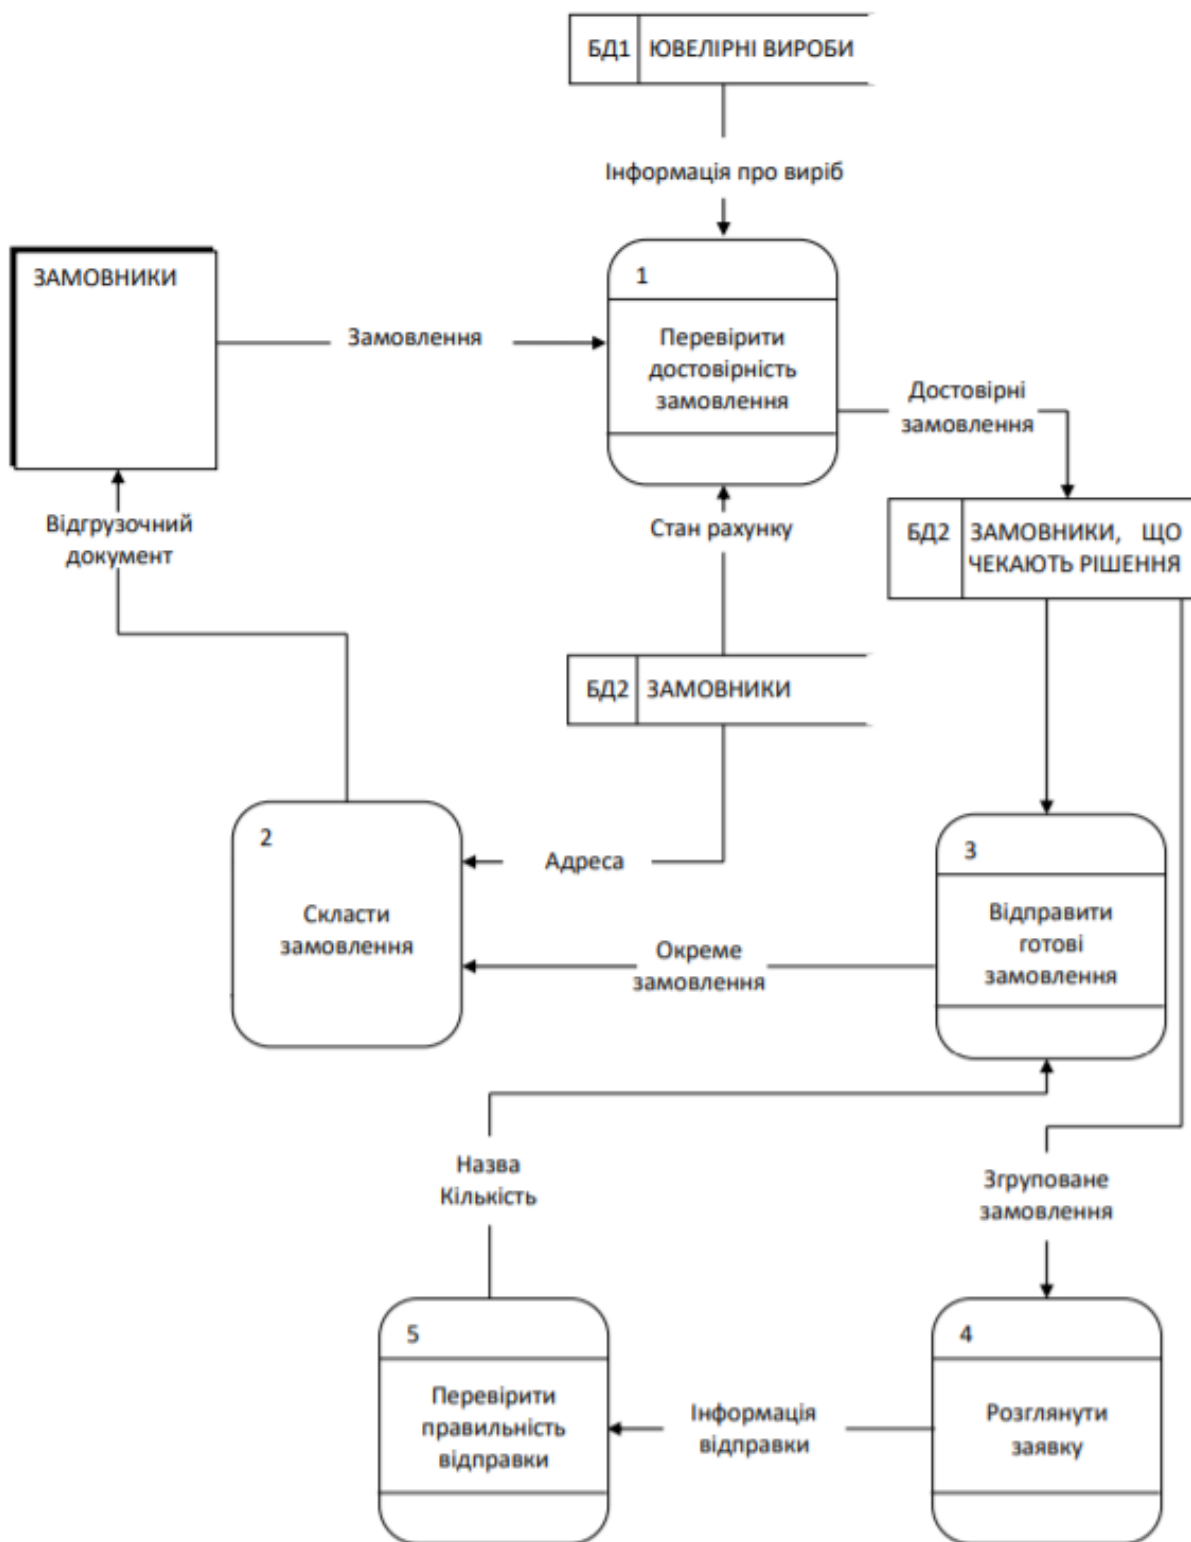 БД1 ЮВЕЛІРНІ ВИРОБИ
Інформація про виріб
ЗАМОВНИКИ
Замовлення
1
Перевірити
достовірність
замовлення
Достовірні
замовлення
Відгрузочний
документ
Стан рахунку
БД2 ЗАМОВНИКИ, ЩО
ЧЕКАЮТЬ РІШЕННЯ
БД2 ЗАМОВНИКИ
2
Скласти
замовлення
Адреса
3
Відправити
готові
замовлення
Окреме
замовлення
Назва
Кількість
Згруповане
замовлення
5
Перевірити
правильність
відправки
Інформація
відправки
4
Розглянути
заявку